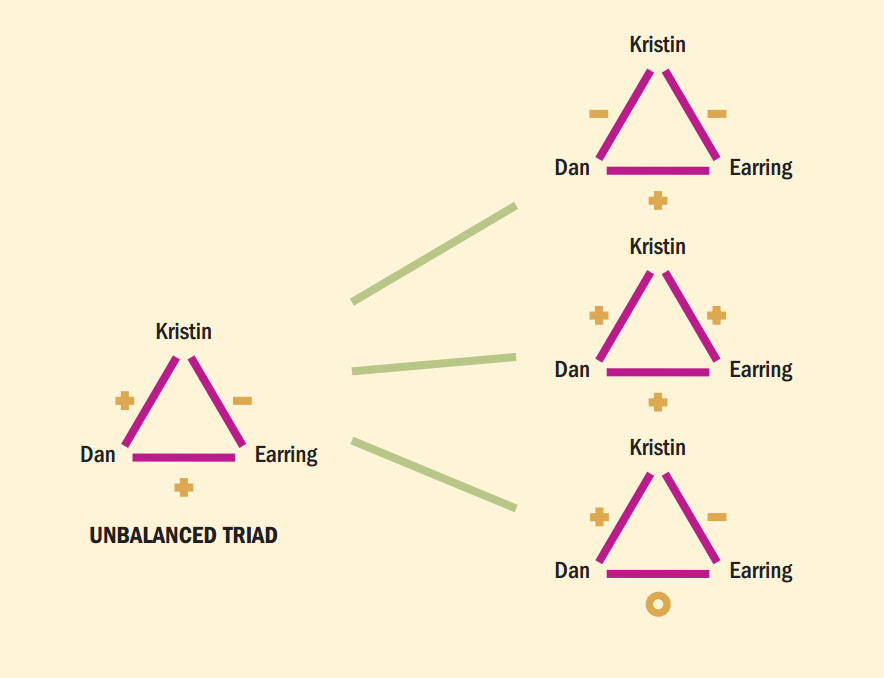 Kristin
Dan Earring
UNBALANCED TRIAD
Kristin
Dan Earring
Kristin
Dan Earring
Kristin
Dan Earring